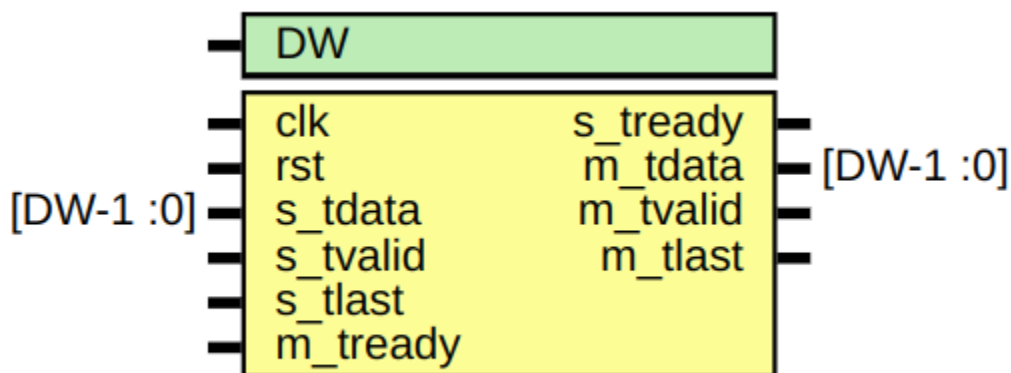 DW
clk s_tready
rst m_tdata [DW-1 :0]
[DW-1 :0] s_tdata m_tvalid
s_tvalid m_tlast
s_tlast
m_tready